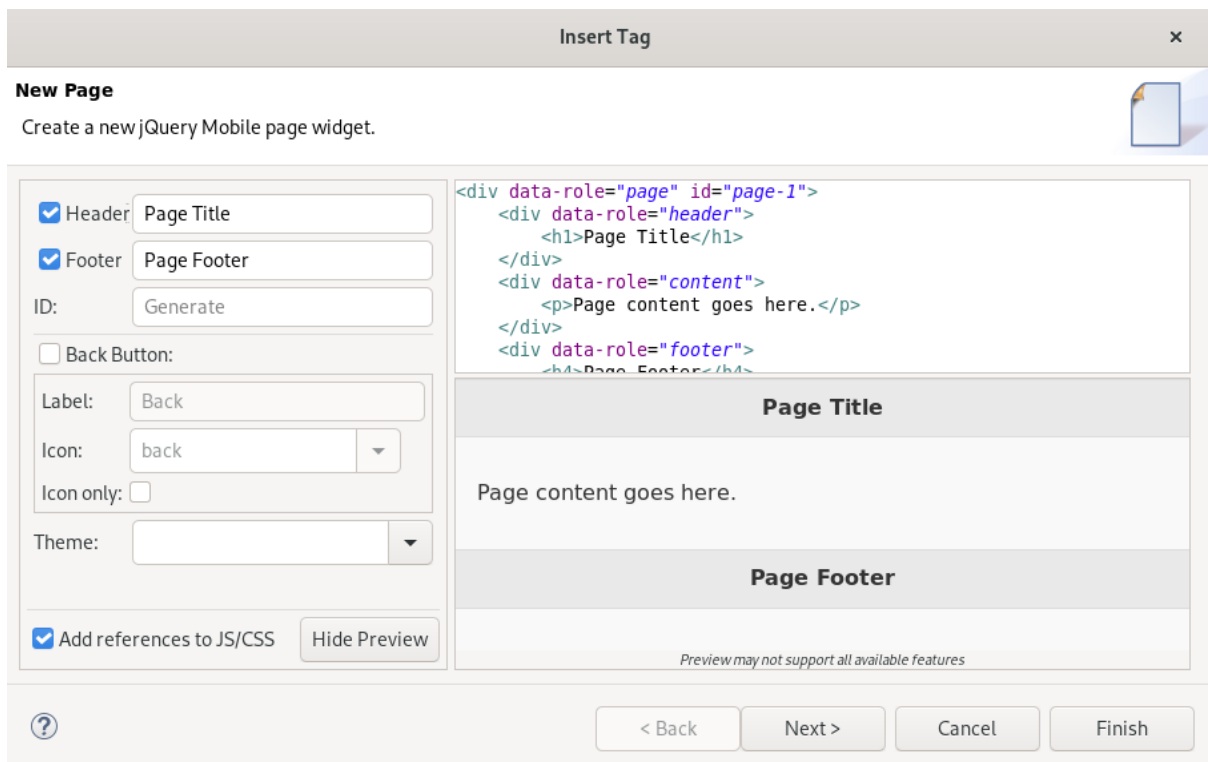 Insert Tag
×
New Page
Create a new jQuery Mobile page widget.
Header Page Title
Footer Page Footer
ID: Generate
Back Button:
Label: Back
Icon: back
Icon only:
Theme:
Add references to JS/CSS Hide Preview
<div data-role="page" id="page-1">
<div data-role="header">
<h1>Page Title</h1>
</div>
<div data-role="content">
<p>Page content goes here.</p>
</div>
<div data-role="footer">
<h4>Page Footer</h4>
Page Title
Page content goes here.
Page Footer
Preview may not support all available features
? < Back Next > Cancel Finish